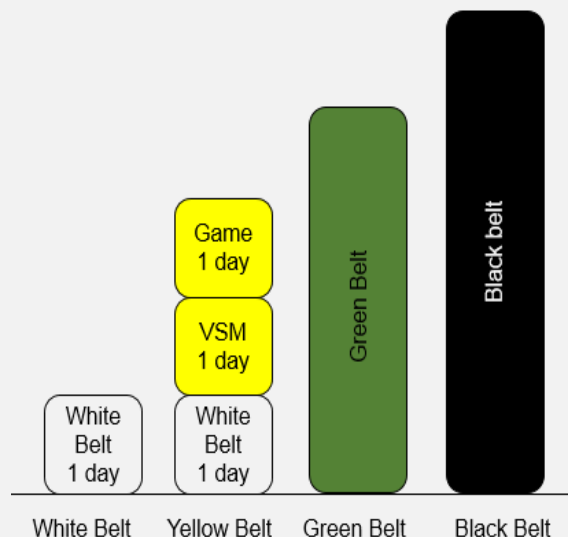 Game
1 day
VSM
1 day
White
Belt
1 day
White
Belt
1 day
Green Belt
Black belt
White Belt
Yellow Belt
Green Belt
Black Belt